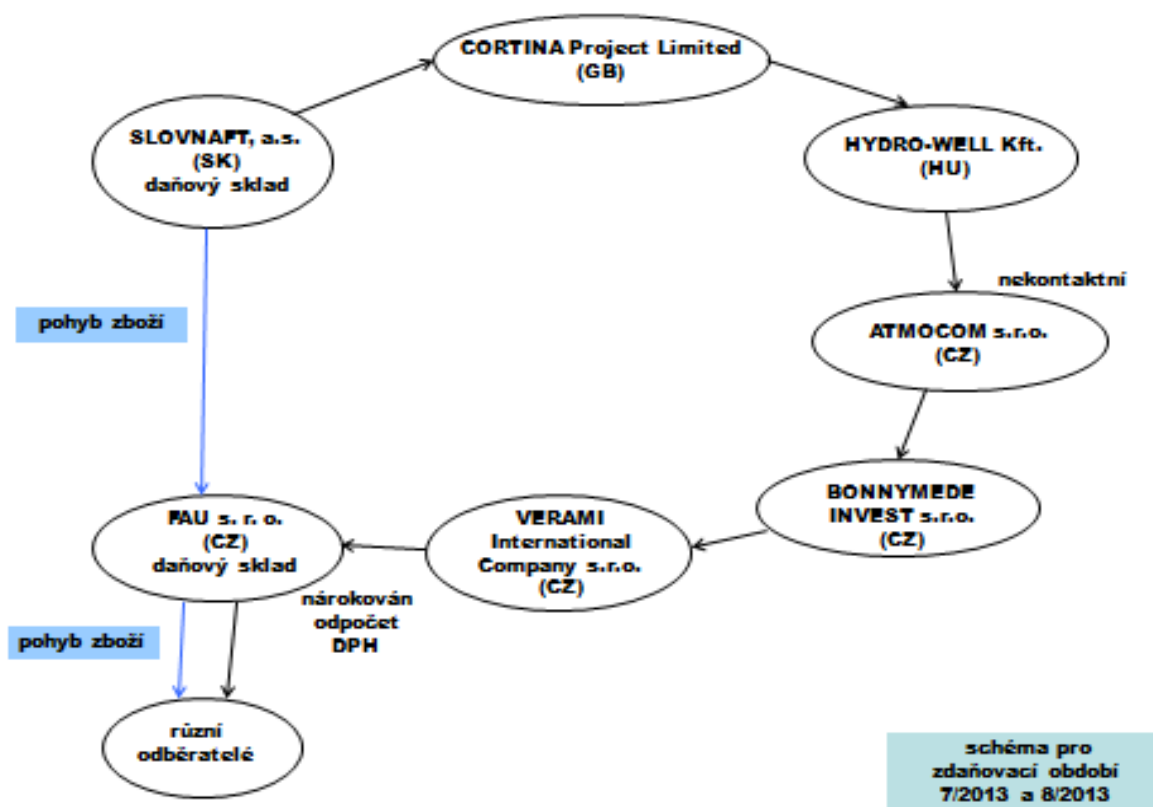 CORTINA Project Limited
(GB)
SLOVNAFT, a.s.
(SK)
daňový sklad
HYDRO-WELL Kft.
(HU)
nekontaktní
pohyb zboží
ATMOCOM s.r.o.
(CZ)
BONNYMEDE
INVEST s.r.o.
(CZ)
VERAMI
International
Company s.r.o.
(CZ)
FAU s. r. o.
(CZ)
daňový sklad
nárokován
odpočet
DPH
pohyb zboží
různí
odběratelé
schéma pro
zdaňovací období
7/2013 a 8/2013